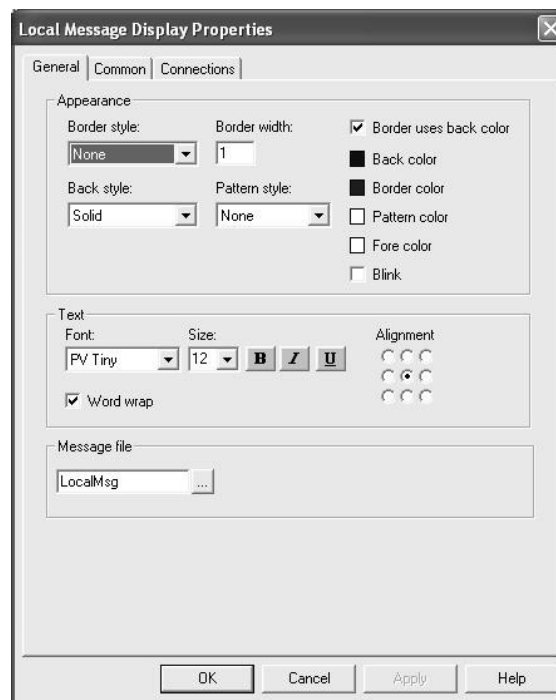 Local Message Display Properties
General Common Connections
Appearance
Border style: Border width:
None 1
Border uses back color
Back color
Border color
Back style: Pattern style:
Solid None
Pattern color
Fore color
Blink
Text
Font: Size: Alignment
PV Tiny 12 B I U
Word wrap
Message file
LocalMsg ...
OK Cancel Apply Help